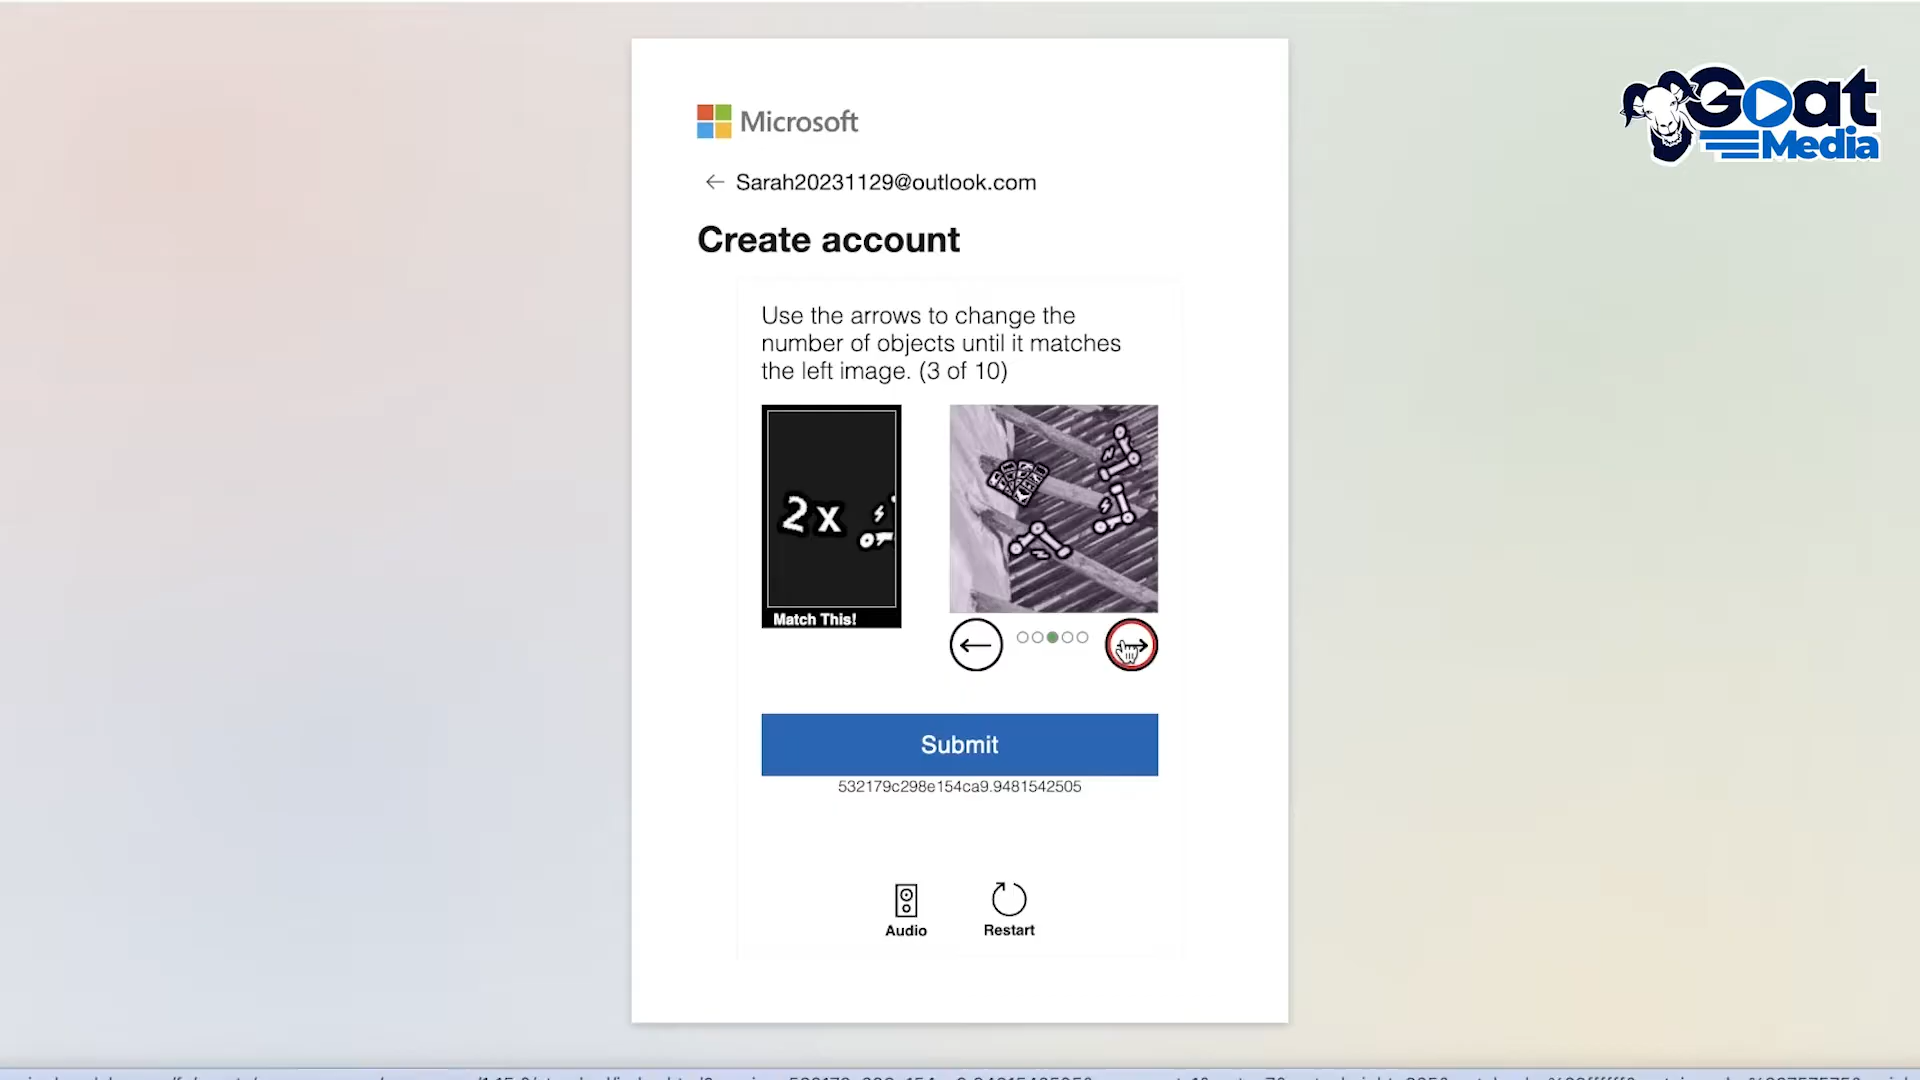 Goat
Media
Microsoft
← Sarah20231129@outlook.com
Create account
Use the arrows to change the
number of objects until it matches
the left image. (3 of 10)
2x
Match This!
Submit
532179c298e154ca9.9481542505
Audio
Restart